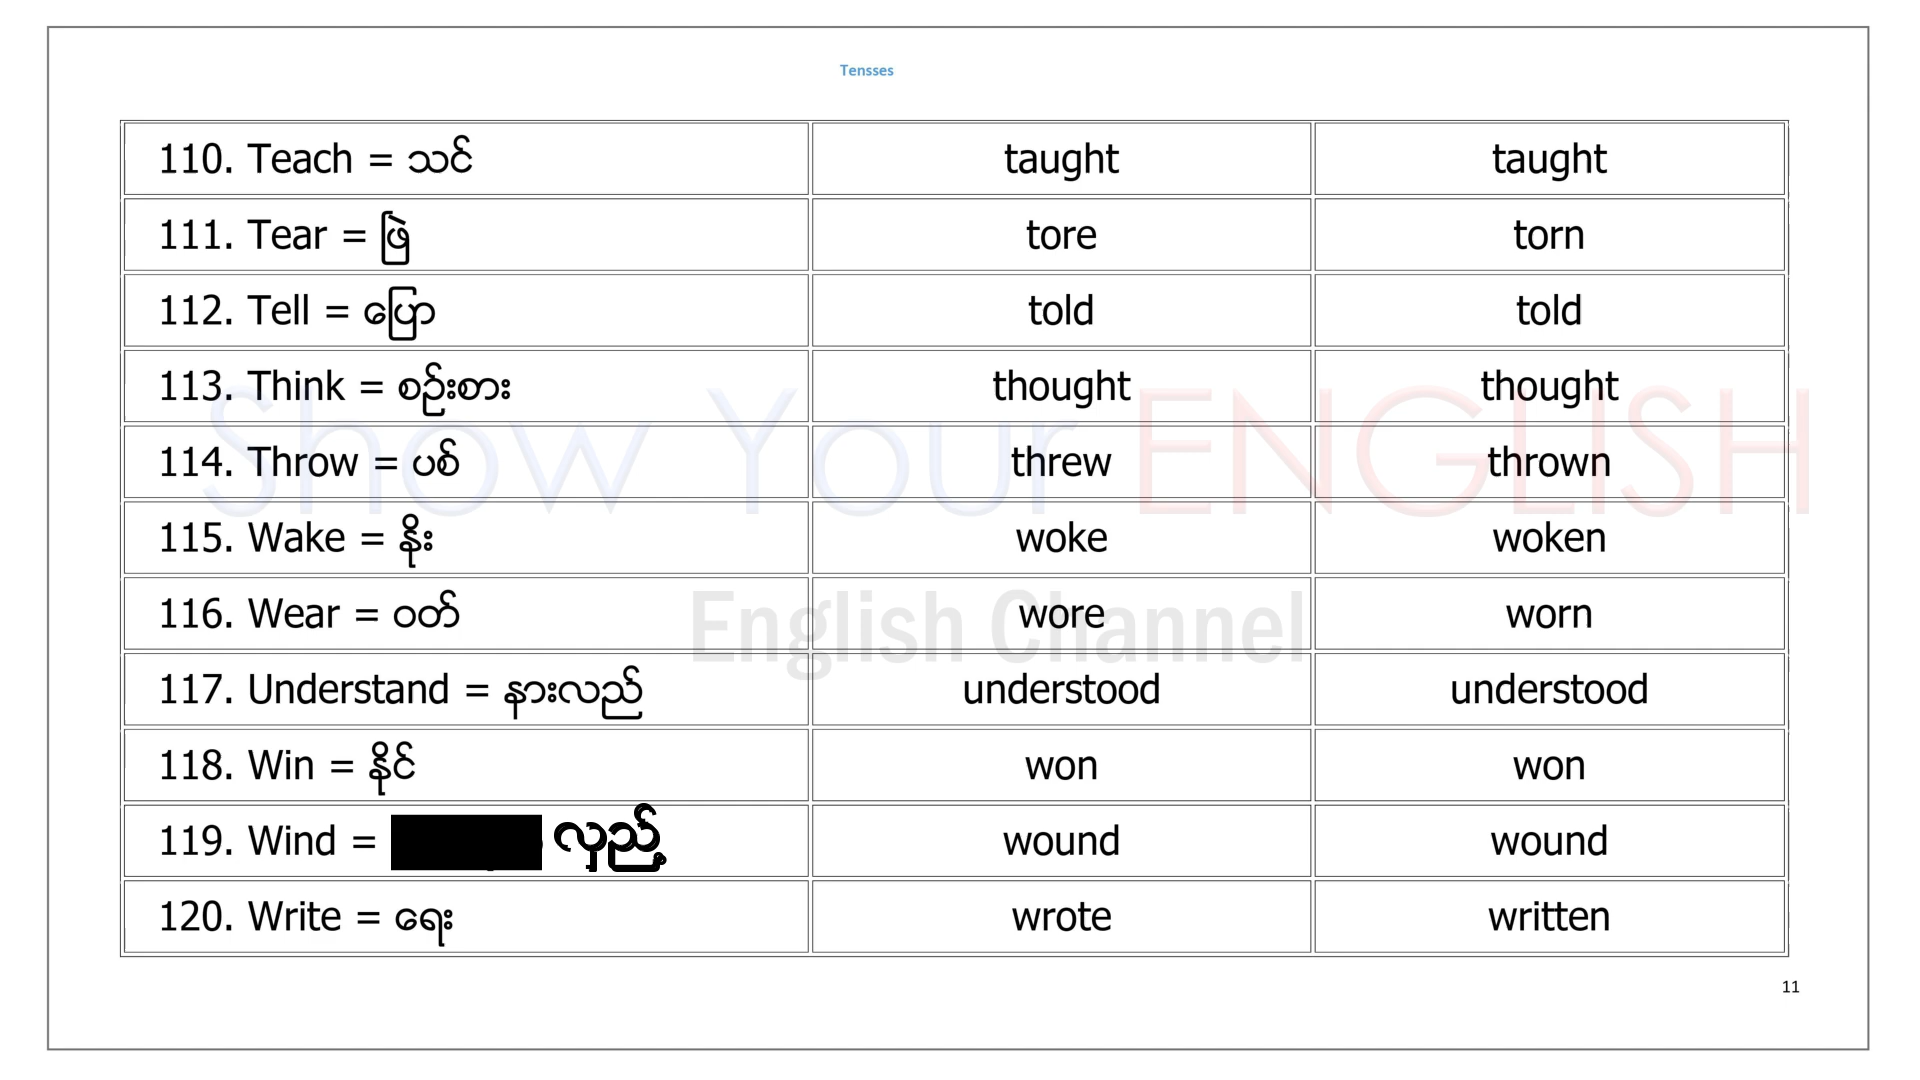 Tensses
110. Teach = သင် taught taught
111. Tear = ဖြဲ tore torn
112. Tell = ပြော told told
113. Think = စဉ်းစား thought thought
114. Throw = ပစ် threw thrown
115. Wake = နိုး woke woken
116. Wear = ဝတ် wore worn
Show Your ENGLISH
English Channel
117. Understand = နားလည် understood understood
118. Win = နိုင် won won
119. Wind = လှည့် wound wound
120. Write = ရေး wrote written
11